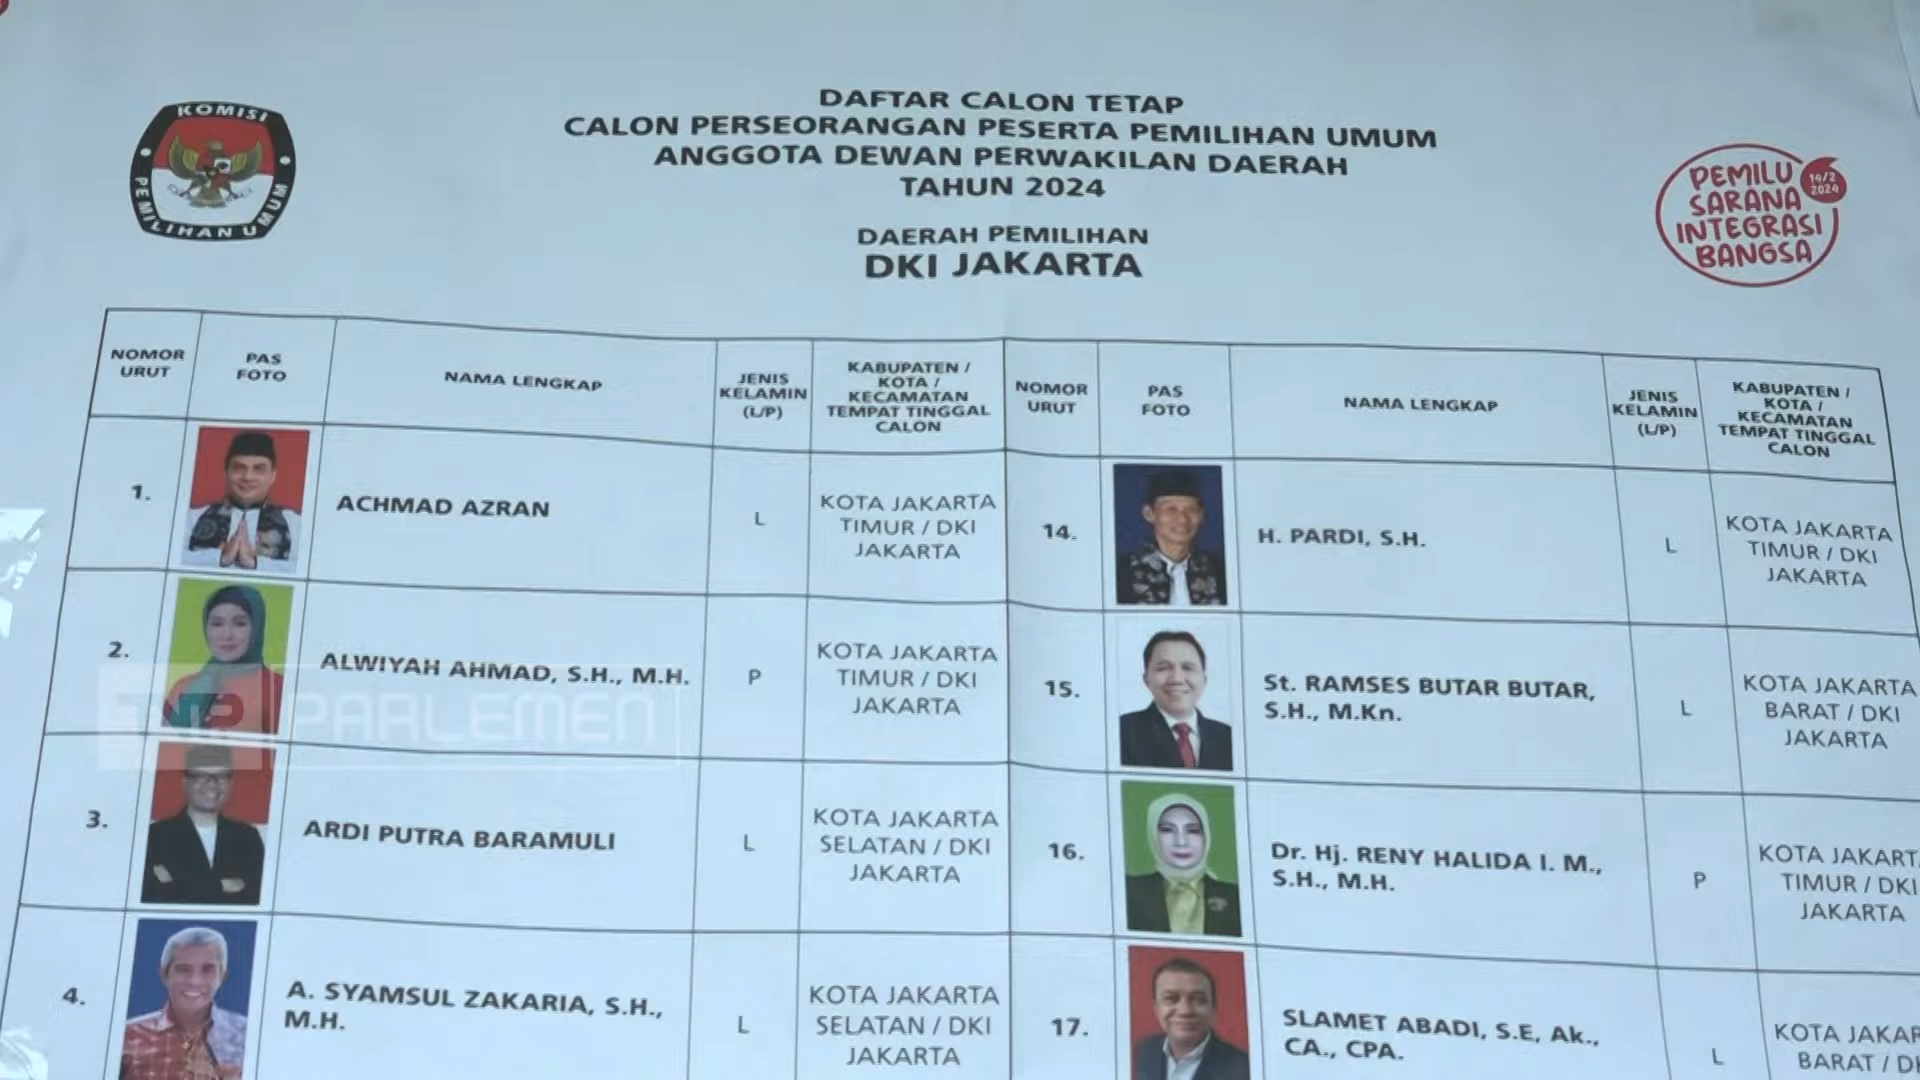 KOMISI
PEMILIHAN UMUM
DAFTAR CALON TETAP
CALON PERSEORANGAN PESERTA PEMILIHAN UMUM
ANGGOTA DEWAN PERWAKILAN DAERAH
TAHUN 2024
DAERAH PEMILIHAN
DKI JAKARTA
PEMILU
SARANA
INTEGRASI
BANGSA
14/2
2024
NOMOR
URUT
PAS
FOTO
NAMA LENGKAP
JENIS
KELAMIN
(L/P)
KABUPATEN /
KOTA /
KECAMATAN
TEMPAT TINGGAL
CALON
NOMOR
URUT
PAS
FOTO
NAMA LENGKAP
JENIS
KELAMIN
(L/P)
KABUPATEN /
KOTA /
KECAMATAN
TEMPAT TINGGAL
CALON
1.
ACHMAD AZRAN
L
KOTA JAKARTA
TIMUR / DKI
JAKARTA
14.
H. PARDI, S.H.
L
KOTA JAKARTA
TIMUR / DKI
JAKARTA
2.
ALWIYAH AHMAD, S.H., M.H.
P
KOTA JAKARTA
TIMUR / DKI
JAKARTA
15.
St. RAMSES BUTAR BUTAR,
S.H., M.Kn.
L
KOTA JAKARTA
BARAT / DKI
JAKARTA
PARLEMEN
3.
ARDI PUTRA BARAMULI
L
KOTA JAKARTA
SELATAN / DKI
JAKARTA
16.
Dr. Hj. RENY HALIDA I. M.,
S.H., M.H.
P
KOTA JAKART
TIMUR / DKI
JAKARTA
4.
A. SYAMSUL ZAKARIA, S.H.,
M.H.
L
KOTA JAKARTA
SELATAN / DKI
JAKARTA
17.
SLAMET ABADI, S.E, Ak.,
CA., CPA.
L
KOTA JAKAR
BARAT / D